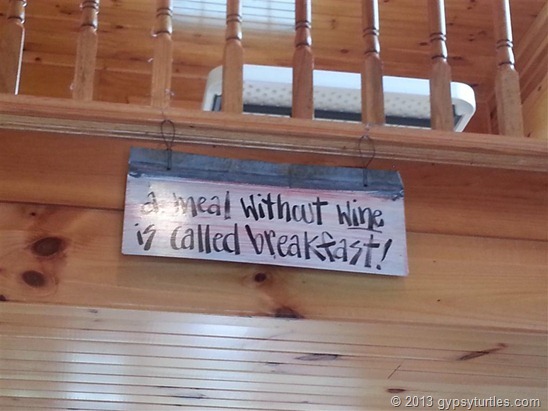 a meal without wine
is called breakfast!
© 2013 gypsyturtles.com